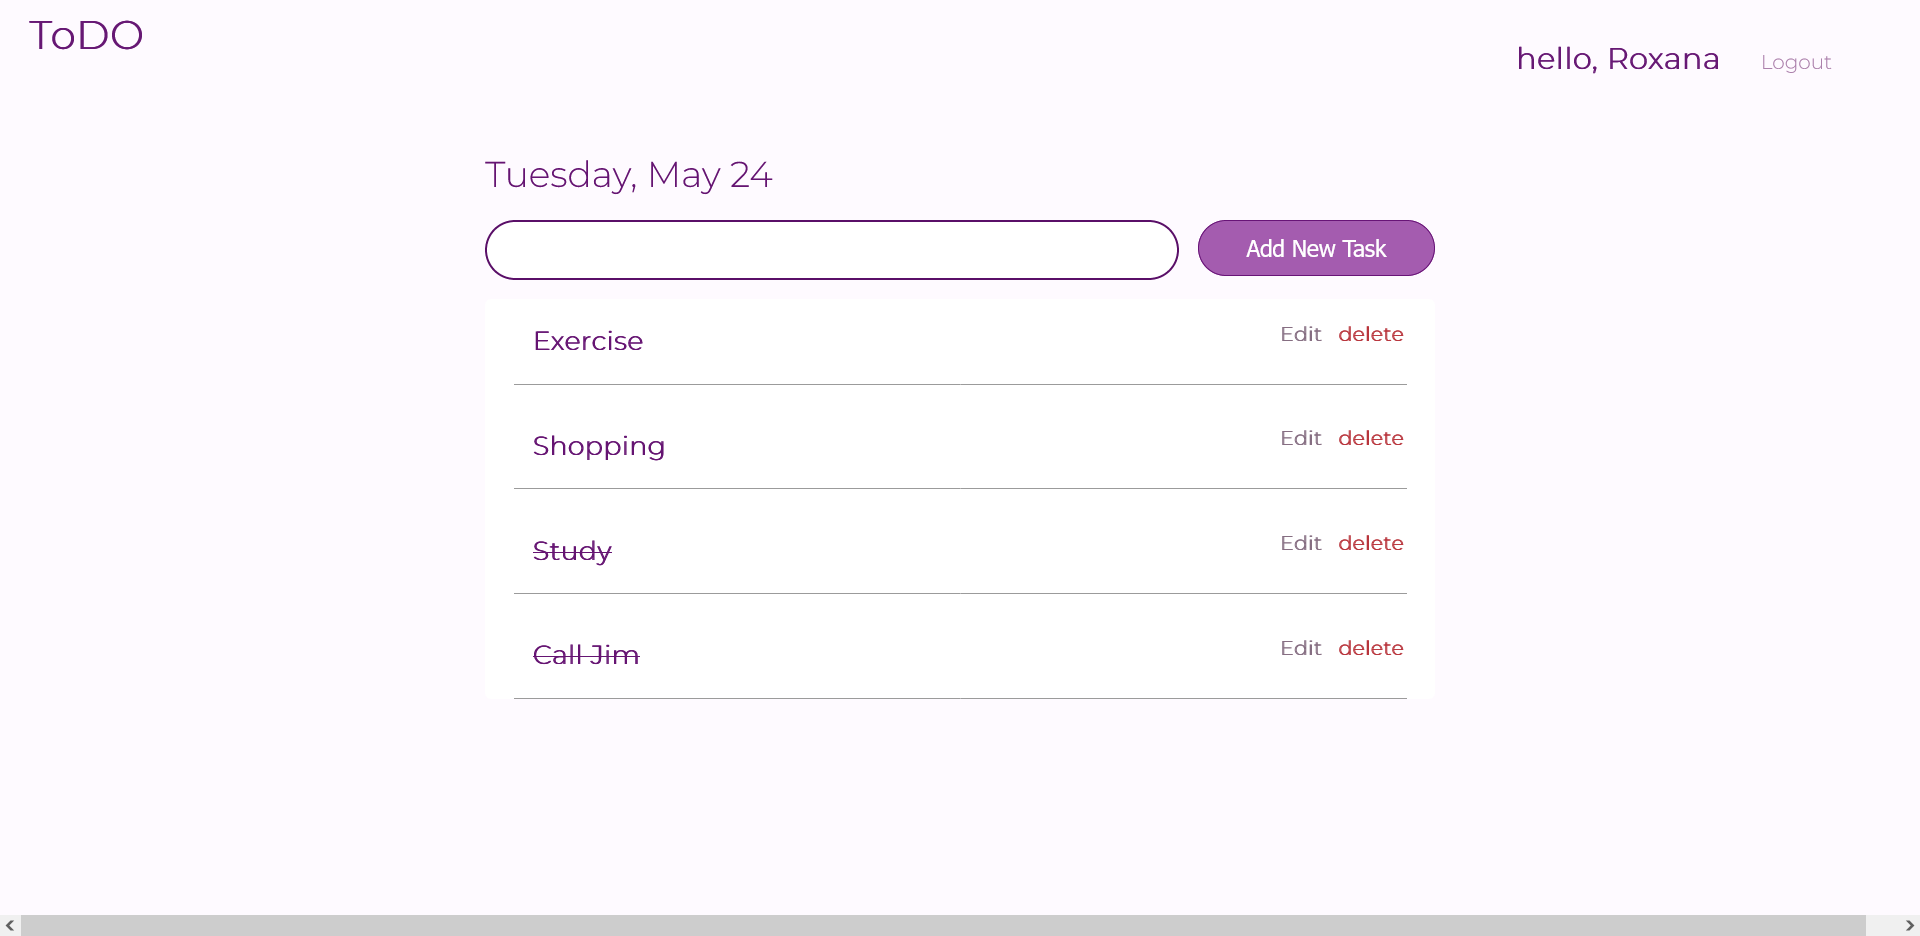 ToDO
hello, Roxana Logout
Tuesday, May 24
Add New Task
Exercise Edit delete
Shopping Edit delete
Study Edit delete
Call Jim Edit delete